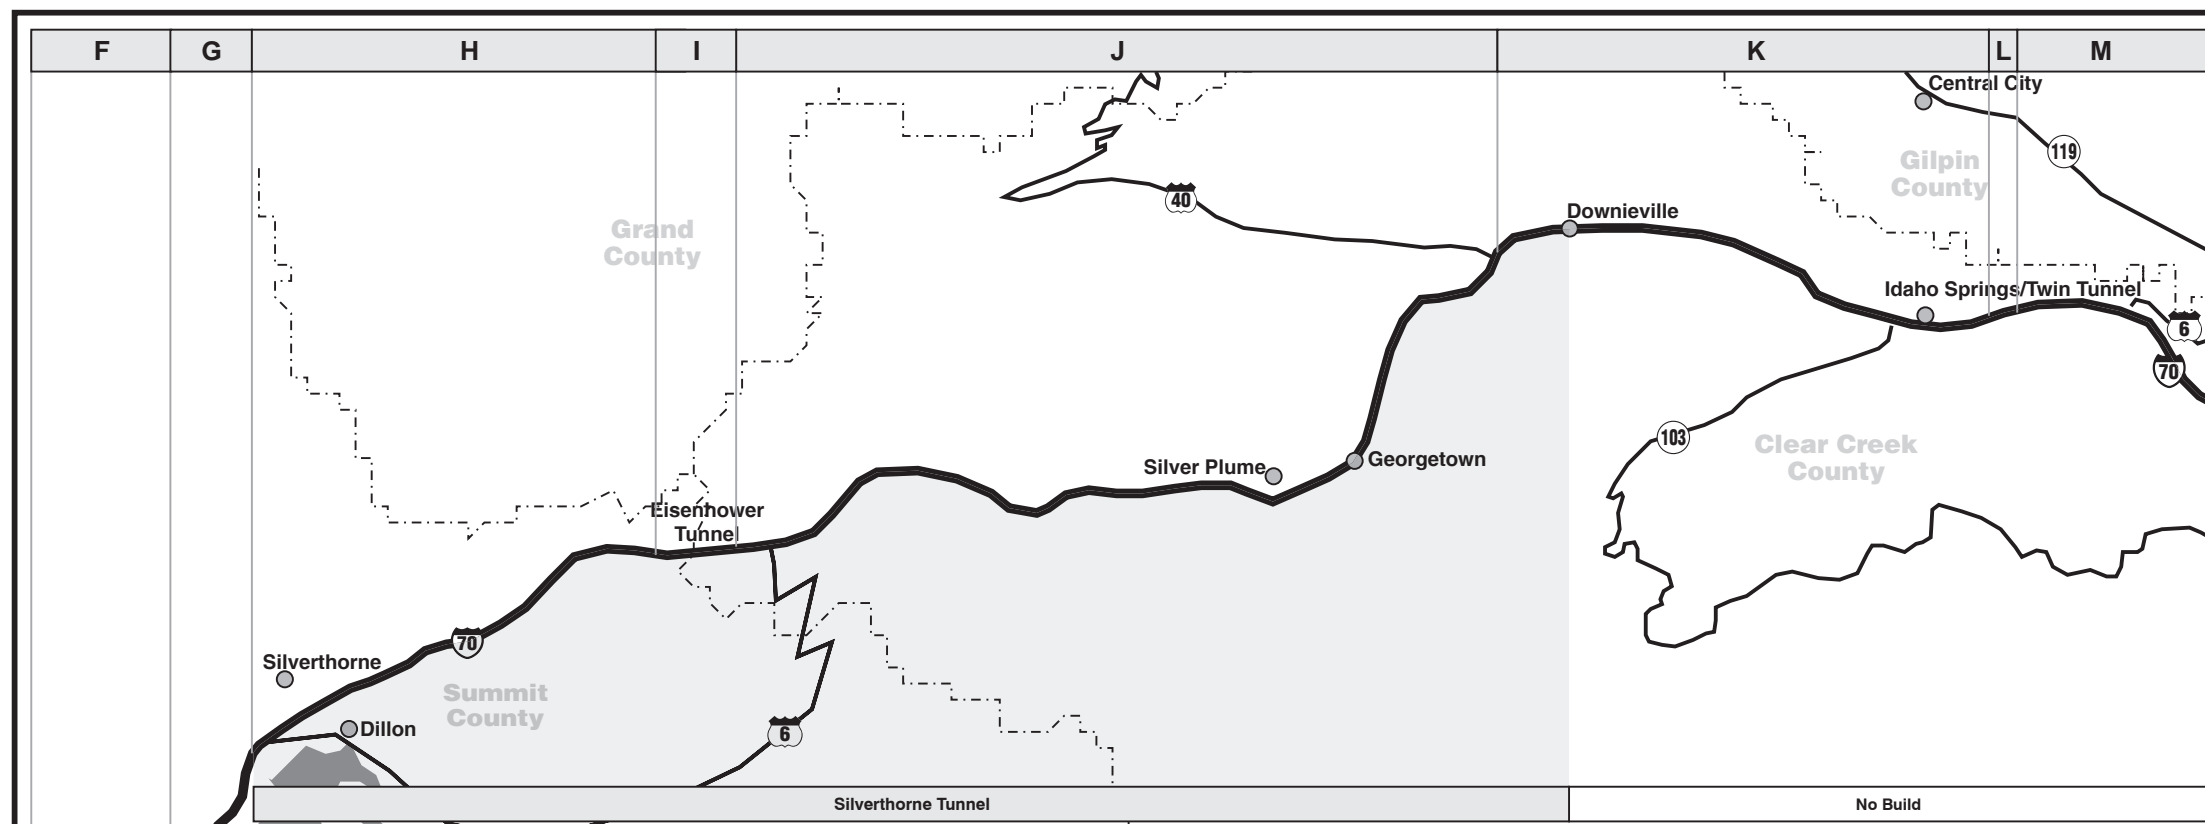 F G H I J K L M
Central City
119
Gilpin
County
40
Downieville
Grand
County
Idaho Springs/Twin Tunnel
6
70
103
Clear Creek
County
Silver Plume
Georgetown
Eisenhower
Tunnel
70
Silverthorne
Summit
County
Dillon
6
Silverthorne Tunnel
No Build